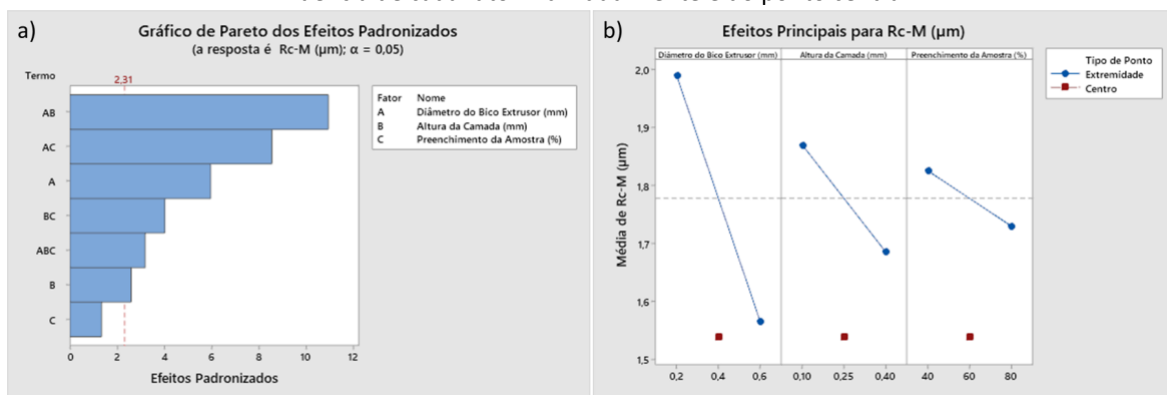 a)
Gráfico de Pareto dos Efeitos Padronizados
(a resposta é Rc-M (µm); α = 0,05)
Termo
2,31
AB
AC
A
BC
ABC
B
C
0 2 4 6 8 10 12
Efeitos Padronizados
Fator Nome
A Diâmetro do Bico Extrusor (mm)
B Altura da Camada (mm)
C Preenchimento da Amostra (%)
b)
Efeitos Principais para Rc-M (µm)
Diâmetro do Bico Extrusor (mm) Altura da Camada (mm) Preenchimento da Amostra (%)
2,0
1,9
1,8
1,7
1,6
1,5
Média de Rc-M (µm)
0,2 0,4 0,6 0,10 0,25 0,40 40 60 80
Tipo de Ponto
Extremidade
Centro